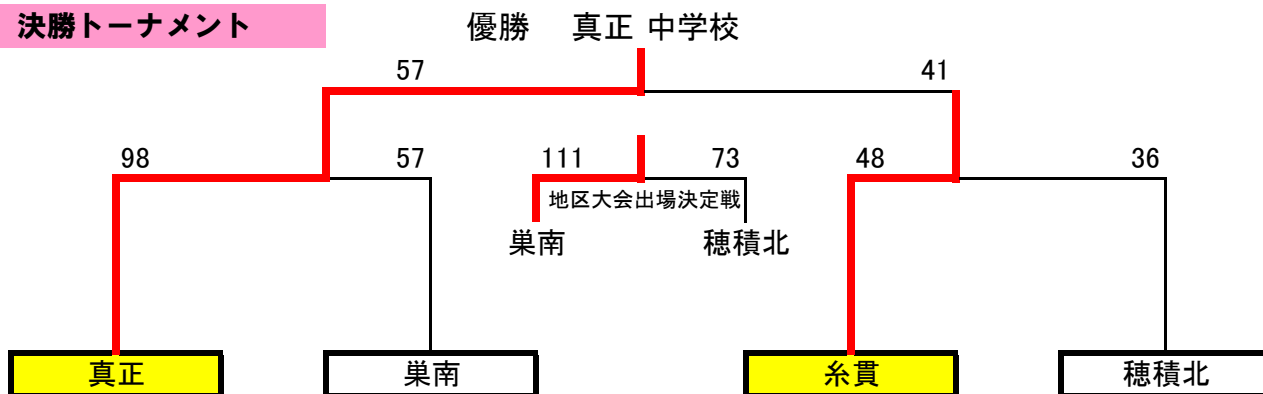 決勝トーナメント
優勝 真正 中学校
57 41
98 57 111 73 48 36
地区大会出場決定戦
巣南 穂積北
真正 巣南 糸貫 穂積北